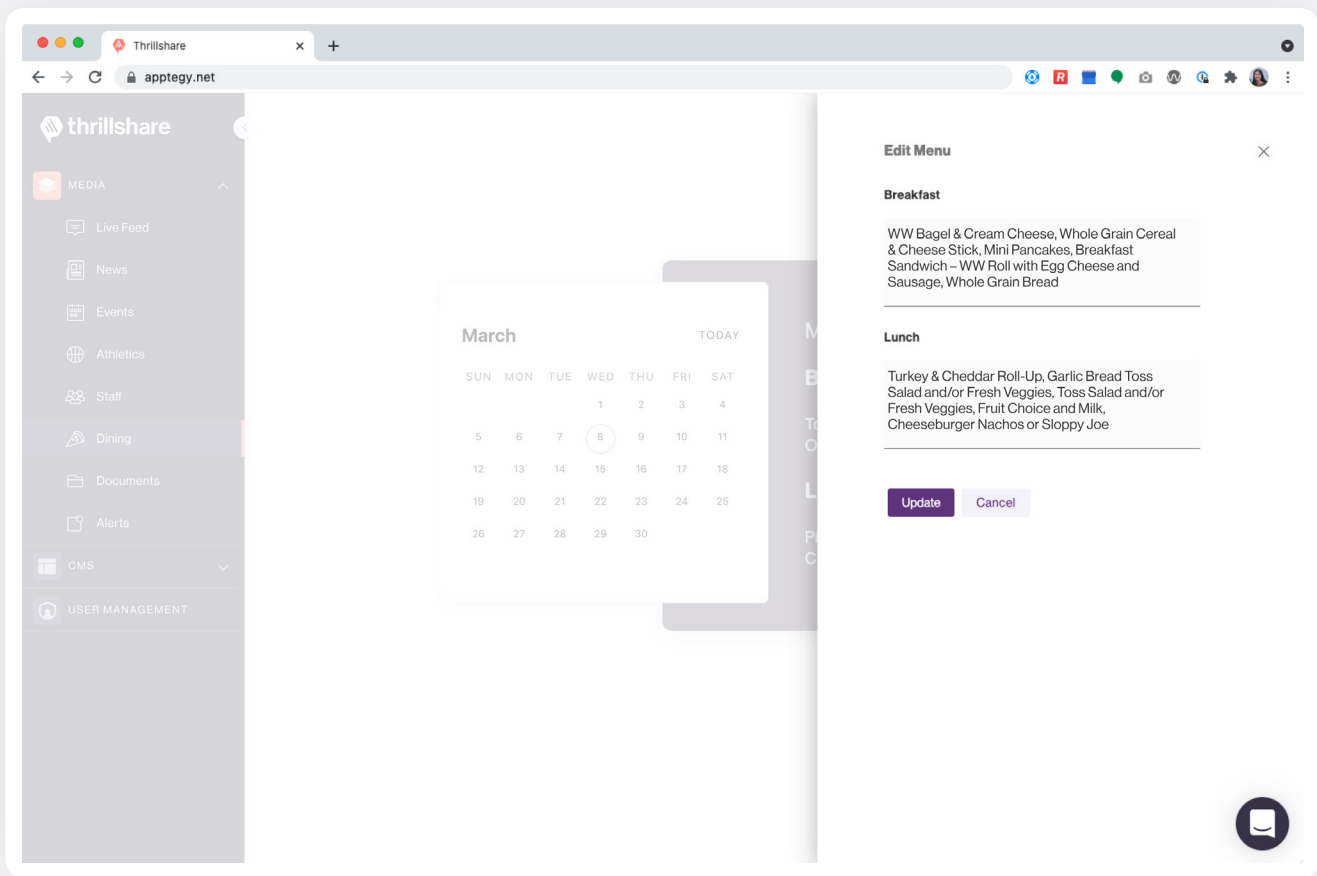 Thrillshare
apptegy.net
thrillshare
MEDIA
Live Feed
News
Events
Athletics
Staff
Dining
Documents
Alerts
CMS
USER MANAGEMENT
March
TODAY
SUN MON TUE WED THU FRI SAT
1 2 3 4
5 6 7 8 9 10 11
12 13 14 15 16 17 18
19 20 21 22 23 24 25
26 27 28 29 30
M
B
To
O
L
Pi
C
Edit Menu
Breakfast
WW Bagel & Cream Cheese, Whole Grain Cereal
& Cheese Stick, Mini Pancakes, Breakfast
Sandwich – WW Roll with Egg Cheese and
Sausage, Whole Grain Bread
Lunch
Turkey & Cheddar Roll-Up, Garlic Bread Toss
Salad and/or Fresh Veggies, Toss Salad and/or
Fresh Veggies, Fruit Choice and Milk,
Cheeseburger Nachos or Sloppy Joe
Update Cancel